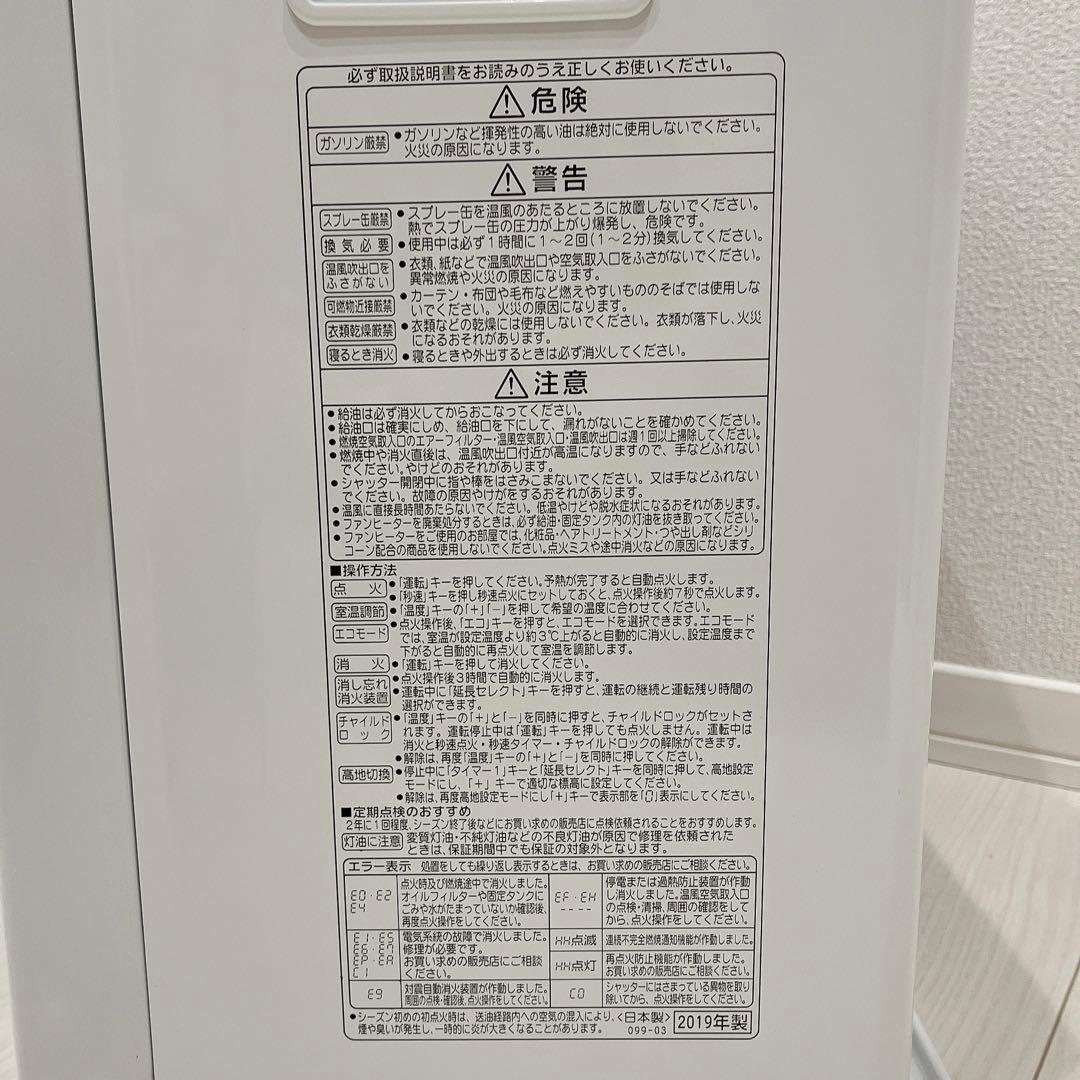 必ず取扱説明書をお読みのうえ正しくお使いください。
危険
ガソリン厳禁 ●ガソリンなど揮発性の高い油は絶対に使用しないでください。
火災の原因になります。
警告
スプレー缶厳禁 ●スプレー缶を温風のあたるところに放置しないでください。
熱でスプレー缶の圧力が上がり爆発し、危険です。
換気必要 ●使用中は必ず1時間に1～2回(1～2分)換気してください。
温風吹出口を ●衣類、紙などで温風吹出口や空気取入口をふさがないでください。
ふさがない 異常燃焼や火災の原因になります。
可燃物近接厳禁 ●カーテン・布団や毛布など燃えやすいもののそばでは使用しな
いでください。火災の原因になります。
衣類乾燥厳禁 ●衣類などの乾燥には使用しないでください。衣類が落下し、火災
になるおそれがあります。
寝るとき消火 ●寝るときや外出するときは必ず消火してください。
注意
●給油は必ず消火してからおこなってください。
●給油口は確実にしめ、給油口を下にして、漏れがないことを確かめてください。
●燃焼空気取入口のエアーフィルター・温風空気取入口・温風吹出口は週1回以上掃除してください。
●燃焼中や消火直後は、温風吹出口付近が高温になりますので、手などふれない
でください。やけどのおそれがあります。
●シャッター開閉中に指や棒をはさみこまないでください。又は手などふれない
でください。故障の原因やけがをするおそれがあります。
●温風に直接長時間あたらないでください。低温やけどや脱水症状になるおそれがあります。
●ファンヒーターを廃棄処分するときは、必ず給油・固定タンク内の灯油を抜き取ってください。
●ファンヒーターをご使用のお部屋では、化粧品・ヘアトリートメント・つや出し剤などシリ
コーン配合の商品を使用しないでください。点火ミスや途中消火などの原因になります。
■操作方法
点火 ●「運転」キーを押してください。予熱が完了すると自動点火します。
●「秒速」キーを押し秒速点火にセットしておくと、点火操作後約7秒で点火します。
室温調節 ●「温度」キーの「+」「-」を押して希望の温度に合わせてください。
エコモード ●点火操作後、「エコ」キーを押すと、エコモードを選択できます。エコモード
では、室温が設定温度より約3℃上がると自動的に消火し、設定温度まで
下がると自動的に再点火して室温を調節します。
消火 ●「運転」キーを押して消火してください。
消し忘れ ●点火操作後3時間で自動的に消火します。
消火装置 ●運転中に「延長セレクト」キーを押すと、運転の継続と運転残り時間の
選択ができます。
チャイルド ●「温度」キーの「+」と「-」を同時に押すと、チャイルドロックがセットさ
ロック れます。運転停止中は「運転」キーを押しても点火しません。運転中は
消火と秒速点火・秒速タイマー・チャイルドロックの解除ができます。
●解除は、再度「温度」キーの「+」と「-」を同時に押してください。
高地切換 ●停止中に「タイマー1」キーと「延長セレクト」キーを同時に押して、高地設定
モードにし、「+」キーで適切な標高に設定してください。
●解除は、再度高地設定モードにし「+」キーで表示部を「0」表示にしてください。
■定期点検のおすすめ
2年に1回程度、シーズン終了後などにお買い求めの販売店に点検依頼されることをおすすめします。
灯油に注意 変質灯油・不純灯油などの不良灯油が原因で修理を依頼された
ときは、保証期間中でも保証の対象外となります。
エラー表示 処置をしても繰り返し表示するときは、お買い求めの販売店にご相談ください。
E0・E2
E4
点火時及び燃焼途中で消火しました。
オイルフィルターや固定タンクに
ごみや水がたまっていないか確認後、
再度点火操作をしてください。
EF・EH
----
停電または過熱防止装置が作動
し消火しました。温風空気取入口
の点検・清掃、周囲の確認をして
から、点火操作をしてください。
E1・E5
E6・E7
EP・EA
C1
電気系統の故障で消火しました。
修理が必要です。
お買い求めの販売店にご相談
ください。
HH点滅 連続不完全燃焼通知機能が作動しました。
HH点灯 再点火防止機能が作動しました。
お買い求めの販売店にご相談ください。
E9 対震自動消火装置が作動しました。
周囲の点検・確認後、点火操作をしてください。
C0 シャッターにはさまっている異物を取り
除いてから、点火操作をしてください。
●シーズン初めの初点火時は、送油経路内への空気の混入により、
煙や臭いが発生し、一時的に炎が大きくなることがあります。
<日本製>
099-03
2019年製